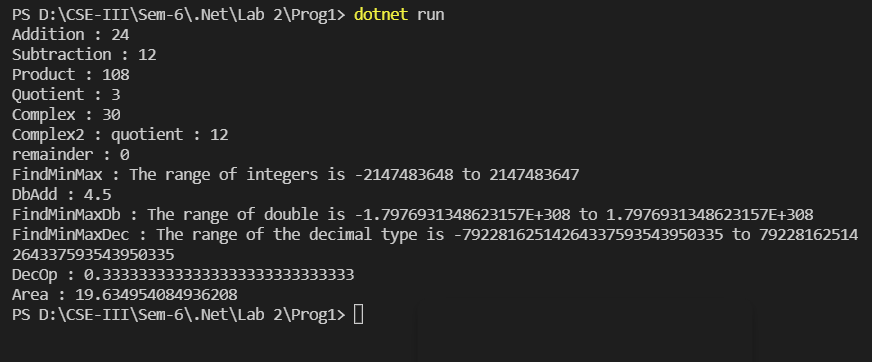 PS D:\CSE-III\Sem-6\.Net\Lab 2\Prog1> dotnet run
Addition : 24
Subtraction : 12
Product : 108
Quotient : 3
Complex : 30
Complex2 : quotient : 12
remainder : 0
FindMinMax : The range of integers is -2147483648 to 2147483647
DbAdd : 4.5
FindMinMaxDb : The range of double is -1.7976931348623157E+308 to 1.7976931348623157E+308
FindMinMaxDec : The range of the decimal type is -79228162514264337593543950335 to 79228162514
264337593543950335
DecOp : 0.3333333333333333333333333333
Area : 19.634954084936208
PS D:\CSE-III\Sem-6\.Net\Lab 2\Prog1>